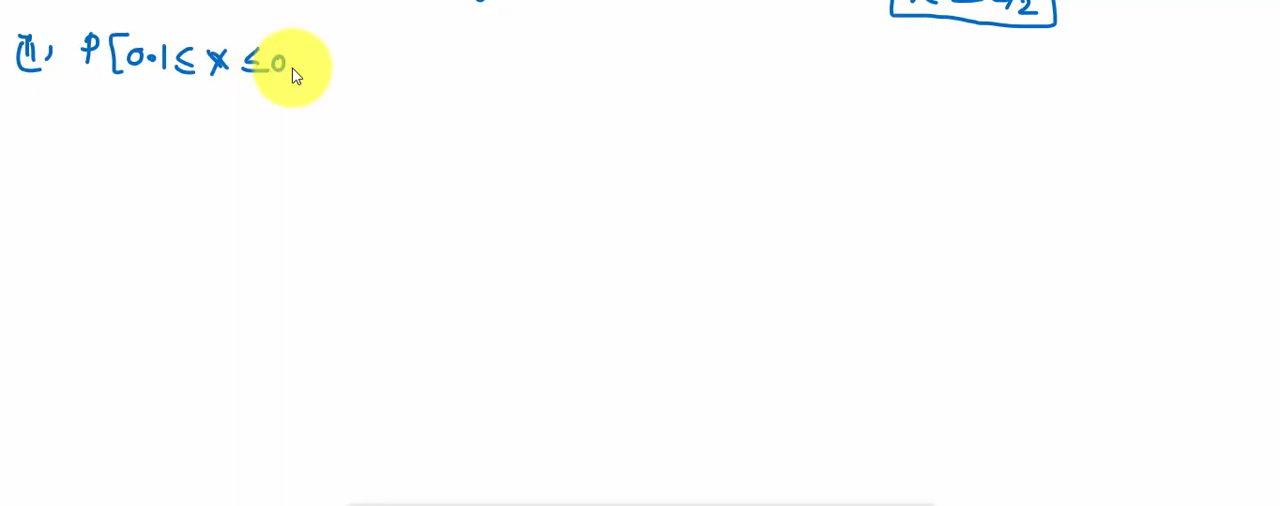 (ii) P[0.1 ≤ x ≤ 0